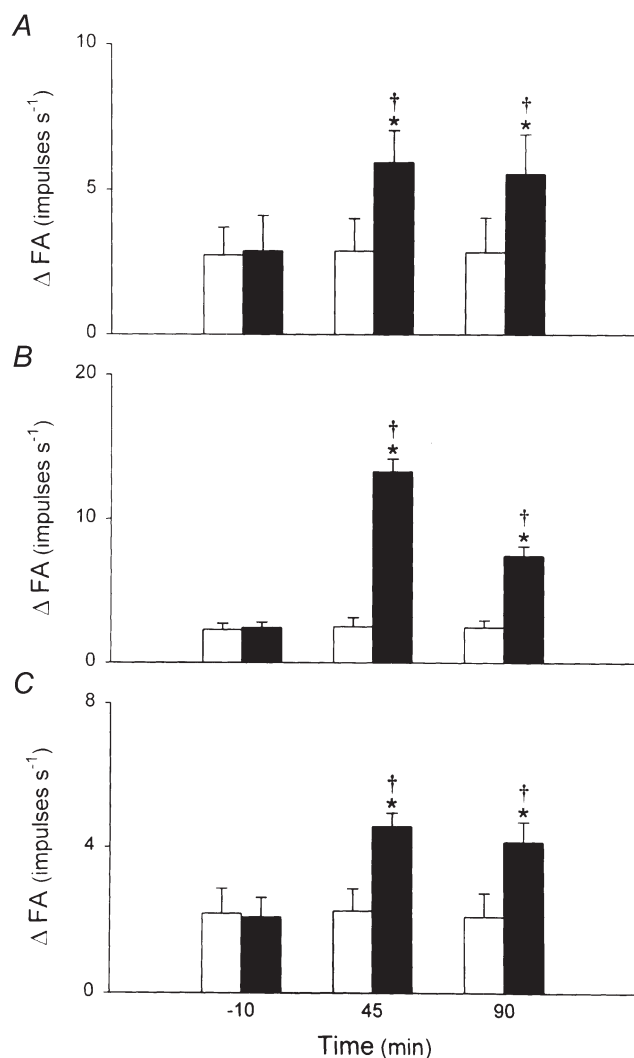 A
10
5
0
Δ FA (impulses s⁻¹)
†
*
†
*
B
20
10
0
Δ FA (impulses s⁻¹)
†
*
†
*
C
8
4
0
Δ FA (impulses s⁻¹)
†
*
†
*
-10 45 90
Time (min)